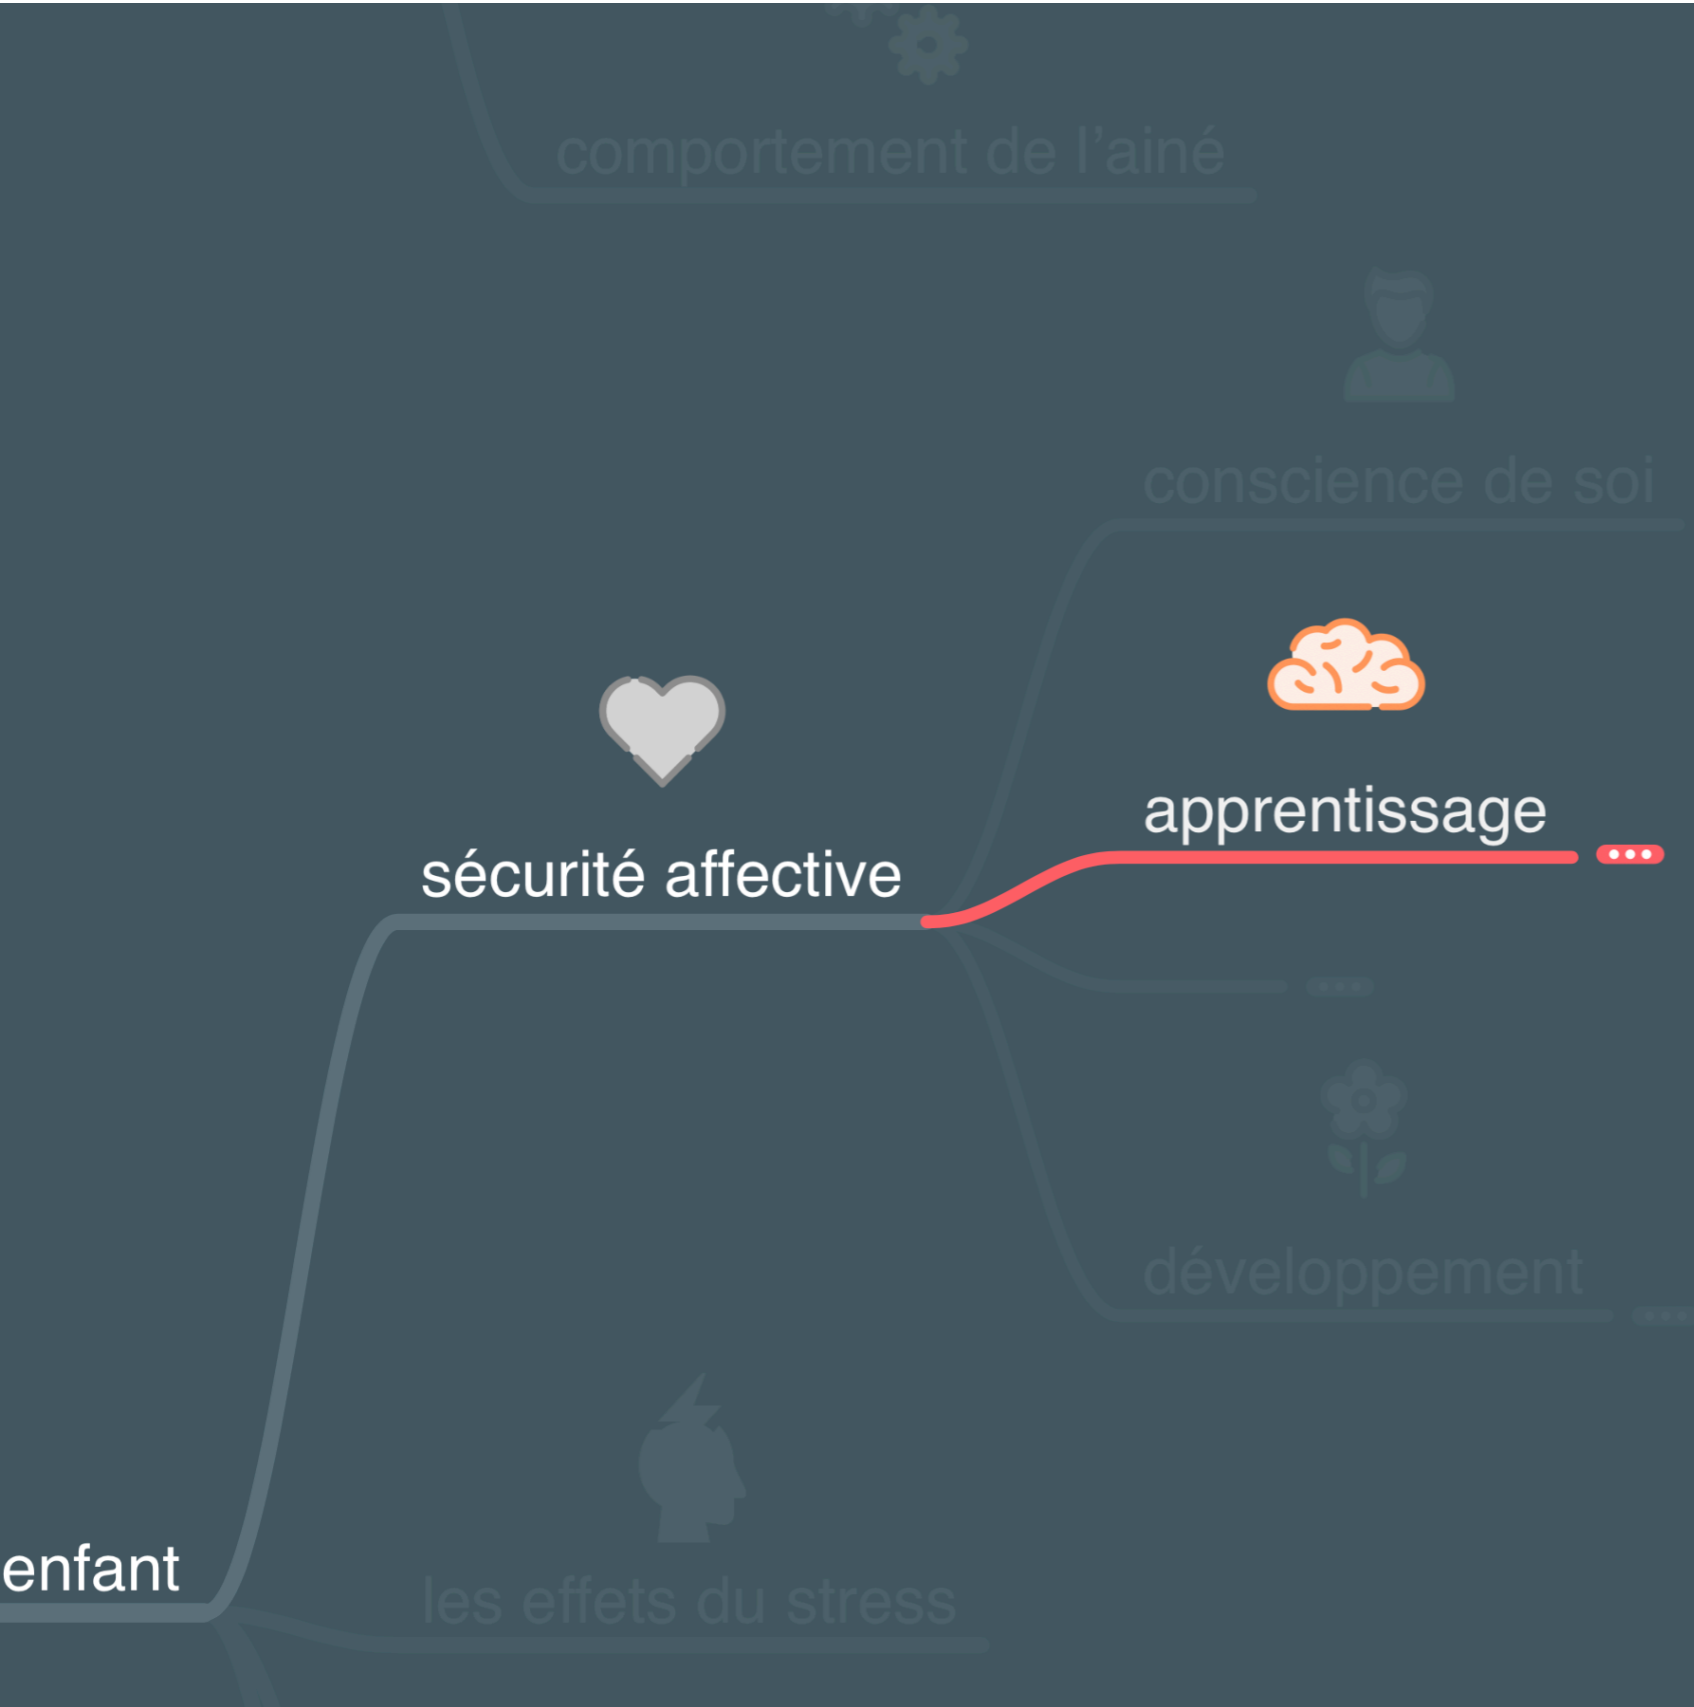 comportement de l’ainé
conscience de soi
apprentissage
sécurité affective
développement
enfant
les effets du stress